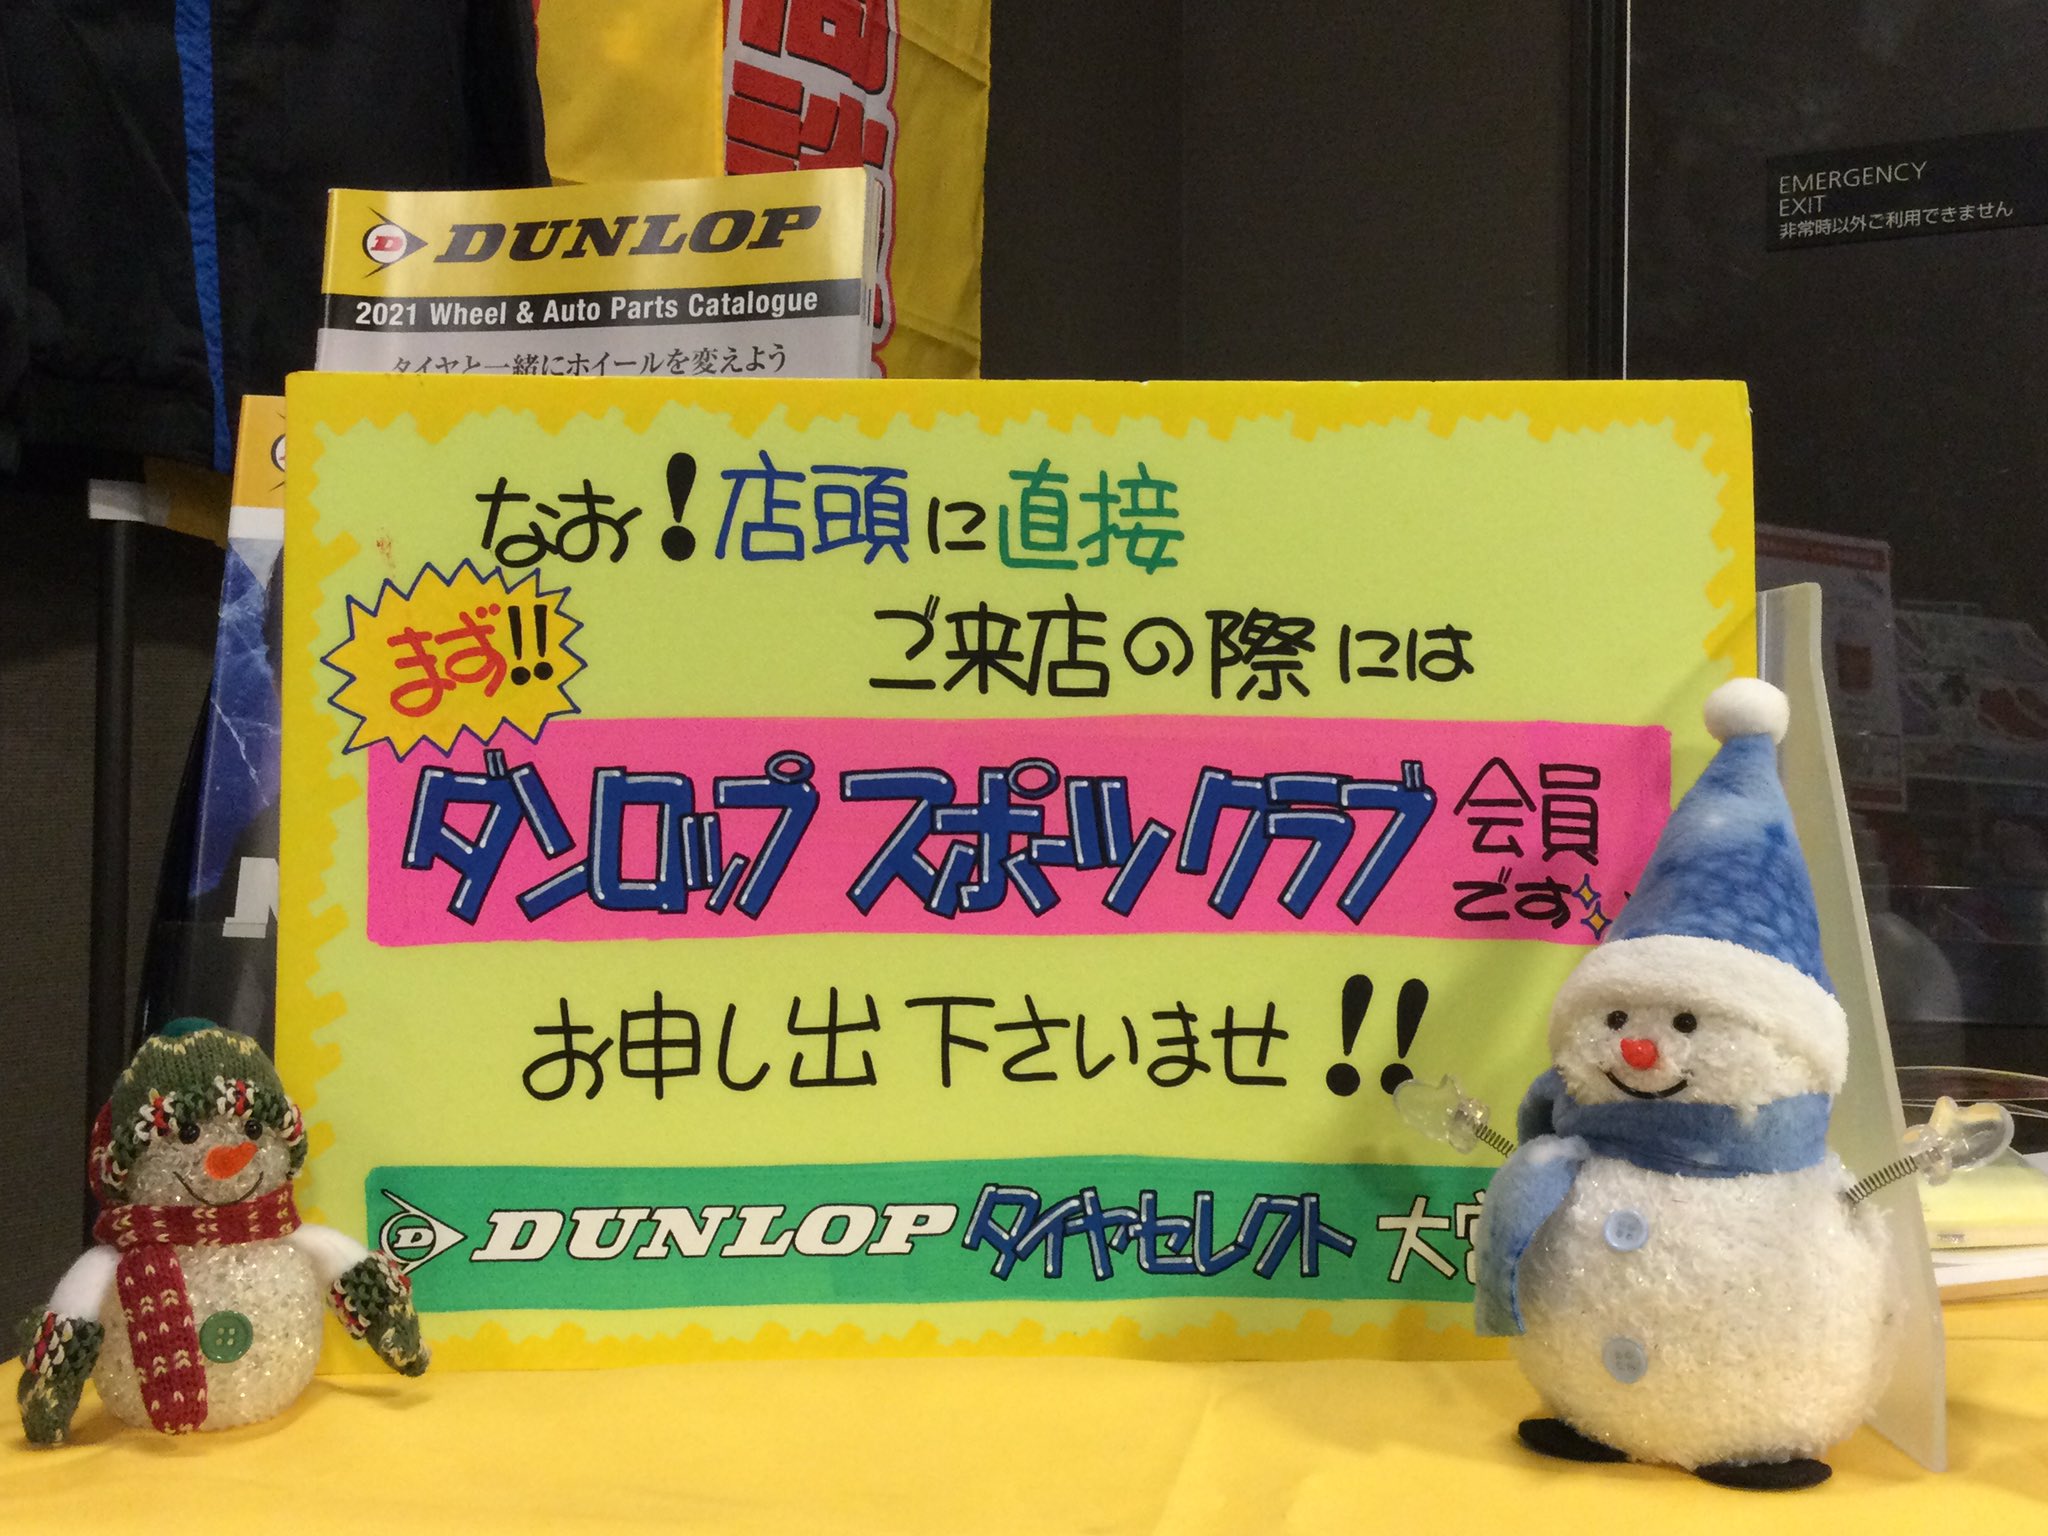 DUNLOP
2021 Wheel & Auto Parts Catalogue
タイヤと一緒にホイールを変えよう
EMERGENCY
EXIT
非常時以外ご利用できません
なお!店頭に直接
ご来店の際には
まず!!
ダンロップ スポーツクラブ会員
です
お申し出下さいませ!!
DUNLOP タイヤセレクト 大宮